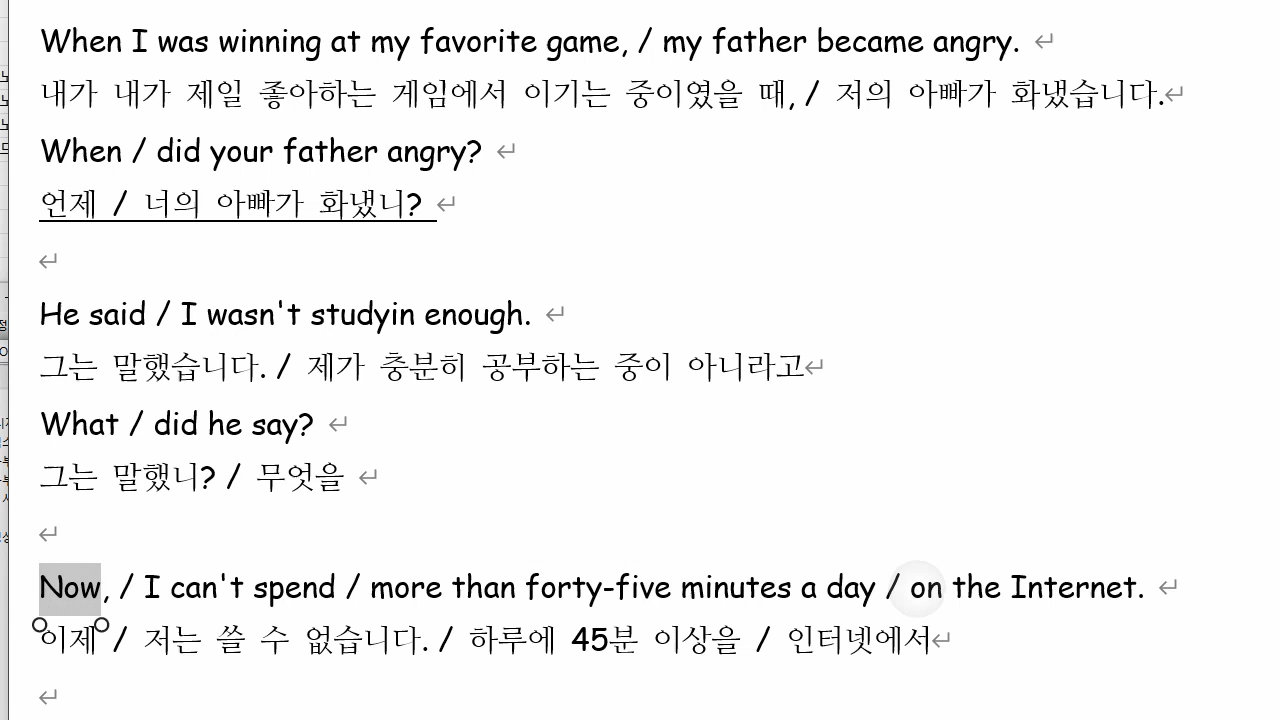 When I was winning at my favorite game, / my father became angry.
내가 내가 제일 좋아하는 게임에서 이기는 중이였을 때, / 저의 아빠가 화냈습니다.
When / did your father angry?
언제 / 너의 아빠가 화냈니?
He said / I wasn't studyin enough.
그는 말했습니다. / 제가 충분히 공부하는 중이 아니라고
What / did he say?
그는 말했니? / 무엇을
Now, / I can't spend / more than forty-five minutes a day / on the Internet.
이제 / 저는 쓸 수 없습니다. / 하루에 45분 이상을 / 인터넷에서